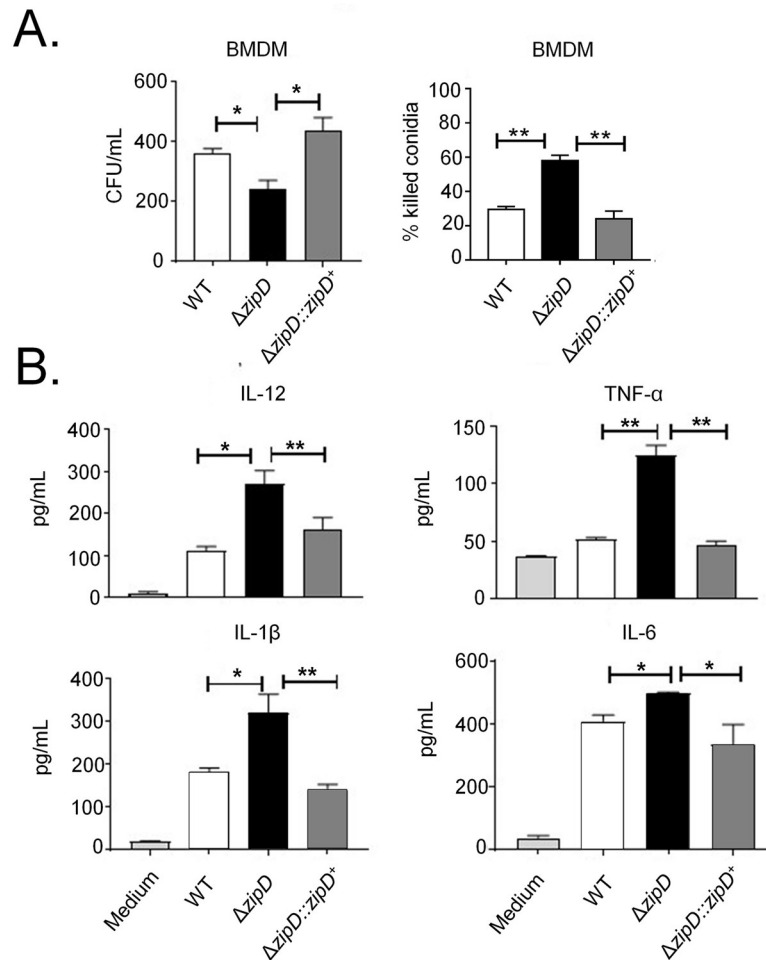 A.
BMDM
CFU/mL
600
400
200
0
*
*
WT
ΔzipD
ΔzipD::zipD⁺
BMDM
% killed conidia
100
80
60
40
20
0
**
**
WT
ΔzipD
ΔzipD::zipD⁺
B.
IL-12
pg/mL
400
300
200
100
0
*
**
TNF-α
pg/mL
150
100
50
0
**
**
IL-1β
pg/mL
400
300
200
100
0
*
**
Medium
WT
ΔzipD
ΔzipD::zipD⁺
IL-6
pg/mL
600
400
200
0
*
*
Medium
WT
ΔzipD
ΔzipD::zipD⁺